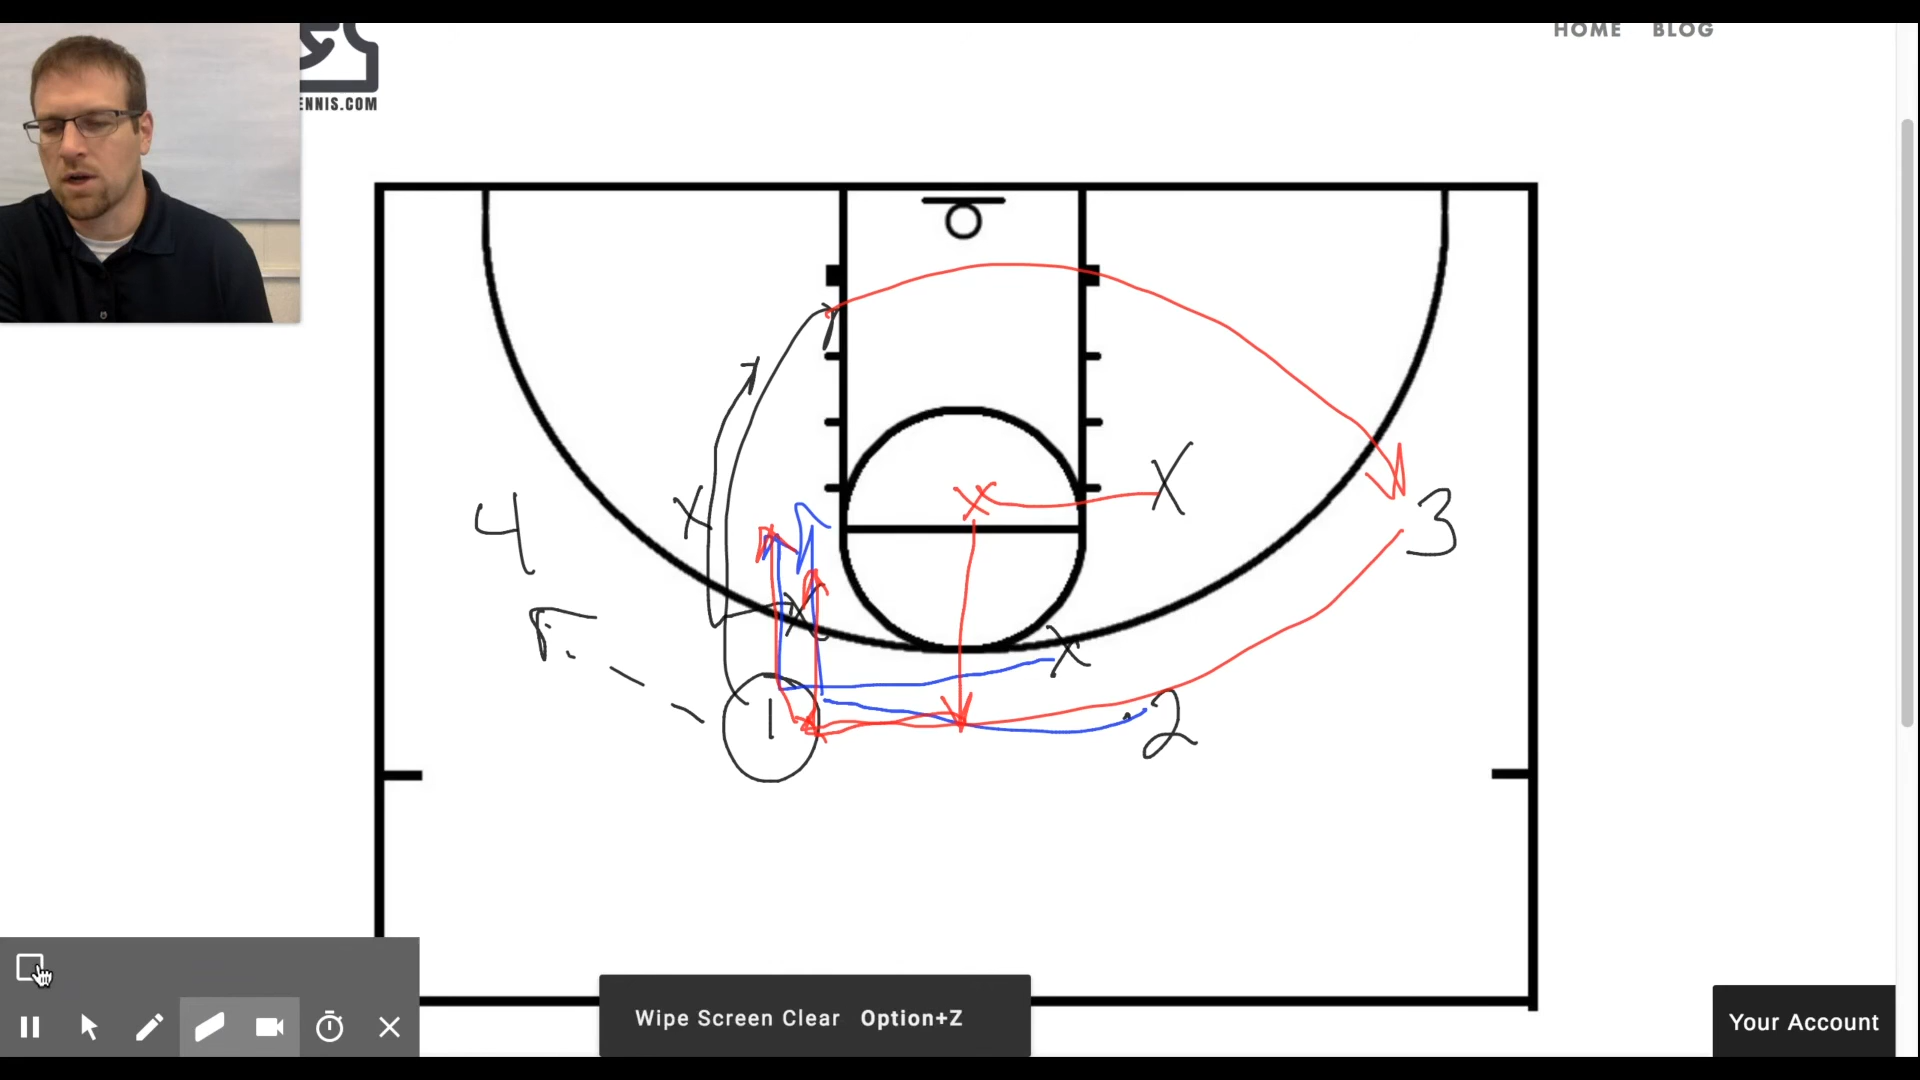 HOME BLOG
ENNIS.COM
X
4
X
3
X
X
X
1
2
Wipe Screen Clear Option+Z
Your Account